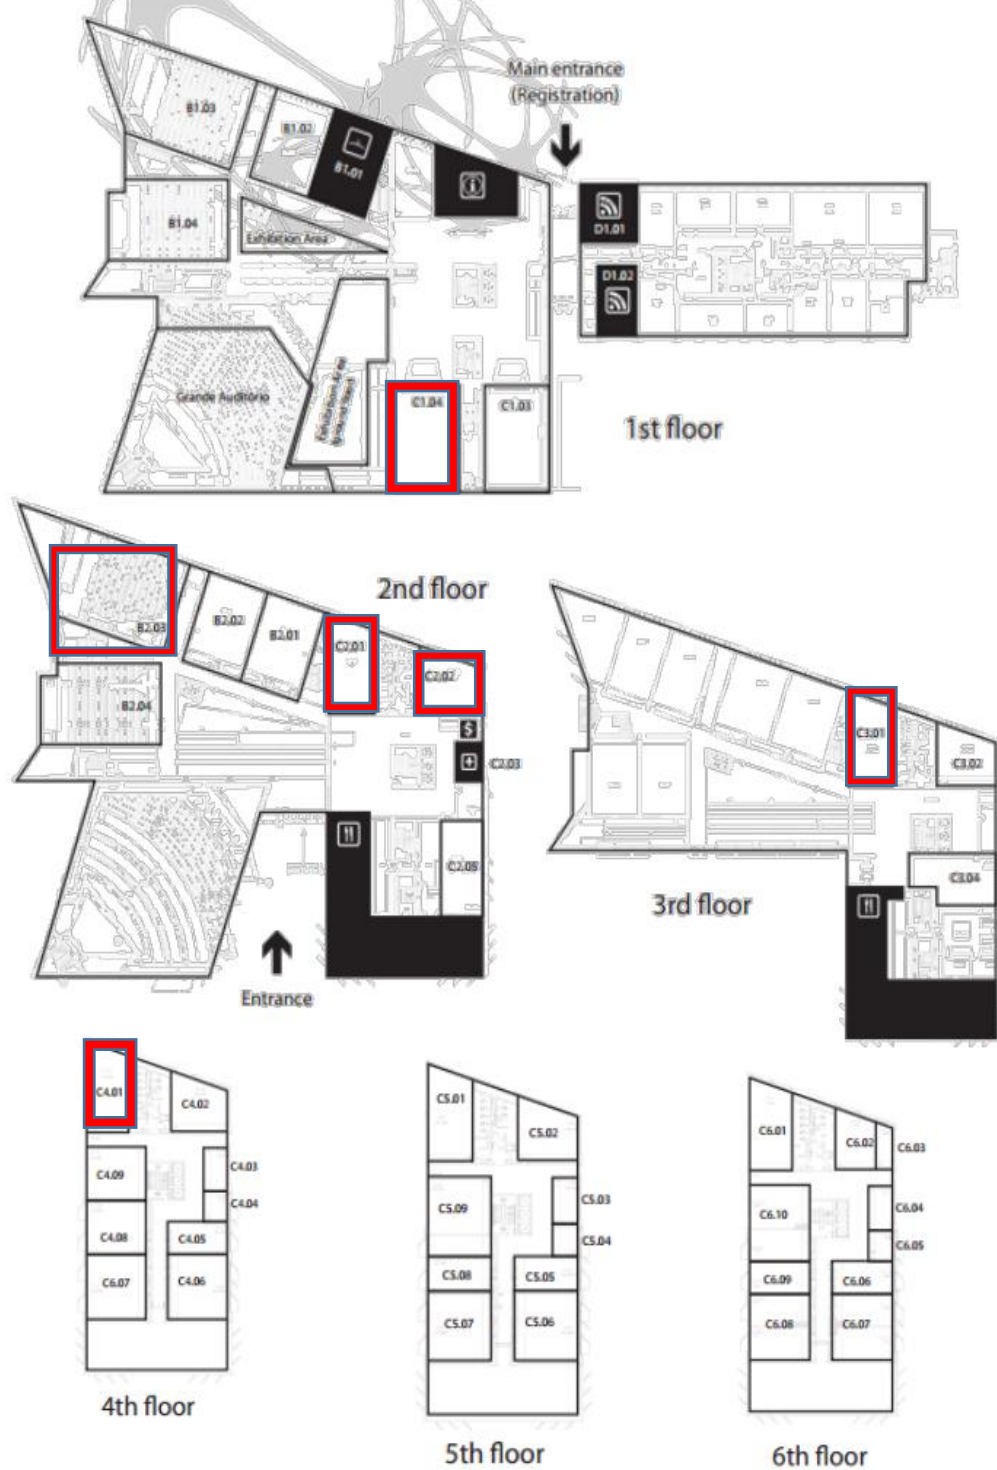 Main entrance
(Registration)
B1.03
B1.02
B1.01
D1.01
B1.04
Exhibition Area
D1.02
Grande Auditório
Exhibition Area
C1.04
C1.03
1st floor
2nd floor
B2.03
B2.02
B2.01
C2.01
C2.02
B2.04
$
C2.03
C2.05
Entrance
C3.01
C3.02
C3.04
3rd floor
C4.01
C4.02
C4.09
C4.03
C4.04
C4.08
C4.05
C6.07
C4.06
4th floor
C5.01
C5.02
C5.09
C5.03
C5.04
C5.08
C5.05
C5.07
C5.06
5th floor
C6.01
C6.02
C6.03
C6.10
C6.04
C6.05
C6.09
C6.06
C6.08
C6.07
6th floor